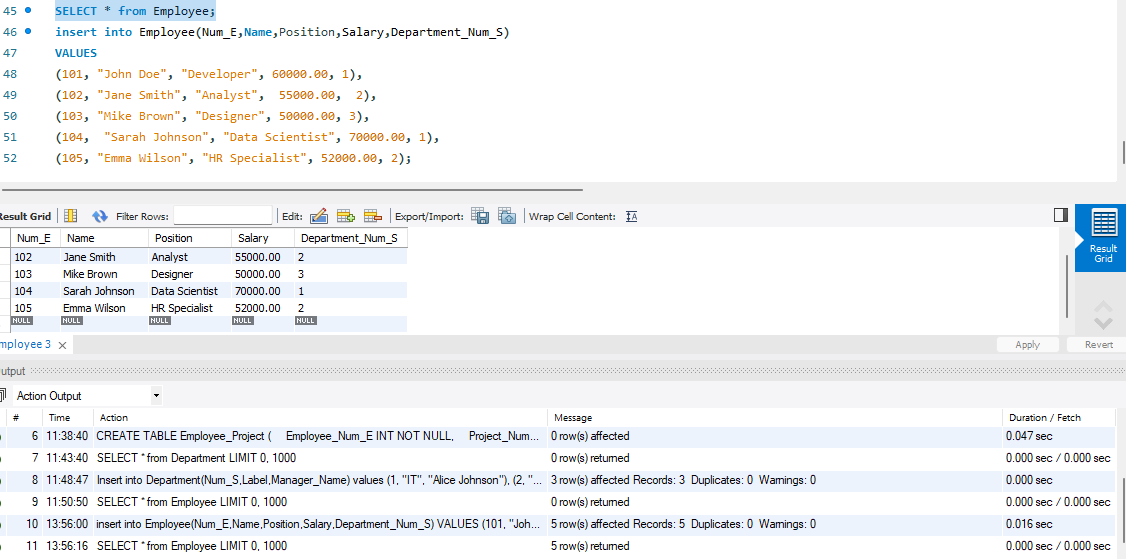 45 SELECT * from Employee;
46 insert into Employee(Num_E,Name,Position,Salary,Department_Num_S)
47 VALUES
48 (101, "John Doe", "Developer", 60000.00, 1),
49 (102, "Jane Smith", "Analyst",  55000.00,  2),
50 (103, "Mike Brown", "Designer", 50000.00, 3),
51 (104,  "Sarah Johnson", "Data Scientist", 70000.00, 1),
52 (105, "Emma Wilson", "HR Specialist", 52000.00, 2);
Result Grid Filter Rows: Edit: Export/Import: Wrap Cell Content: IA
Num_E Name Position Salary Department_Num_S
102 Jane Smith Analyst 55000.00 2
103 Mike Brown Designer 50000.00 3
104 Sarah Johnson Data Scientist 70000.00 1
105 Emma Wilson HR Specialist 52000.00 2
NULL NULL NULL NULL NULL
Result
Grid
mployee 3 Apply Revert
utput
Action Output
# Time Action Message Duration / Fetch
6 11:38:40 CREATE TABLE Employee_Project (     Employee_Num_E INT NOT NULL,     Project_Num... 0 row(s) affected 0.047 sec
7 11:43:40 SELECT * from Department LIMIT 0, 1000 0 row(s) returned 0.000 sec / 0.000 sec
8 11:48:47 Insert into Department(Num_S,Label,Manager_Name) values (1, "IT", "Alice Johnson"), (2, "... 3 row(s) affected Records: 3  Duplicates: 0  Warnings: 0 0.000 sec
9 11:50:50 SELECT * from Employee LIMIT 0, 1000 0 row(s) returned 0.000 sec / 0.000 sec
10 13:56:00 insert into Employee(Num_E,Name,Position,Salary,Department_Num_S) VALUES (101, "Joh... 5 row(s) affected Records: 5  Duplicates: 0  Warnings: 0 0.016 sec
11 13:56:16 SELECT * from Employee LIMIT 0, 1000 5 row(s) returned 0.000 sec / 0.000 sec